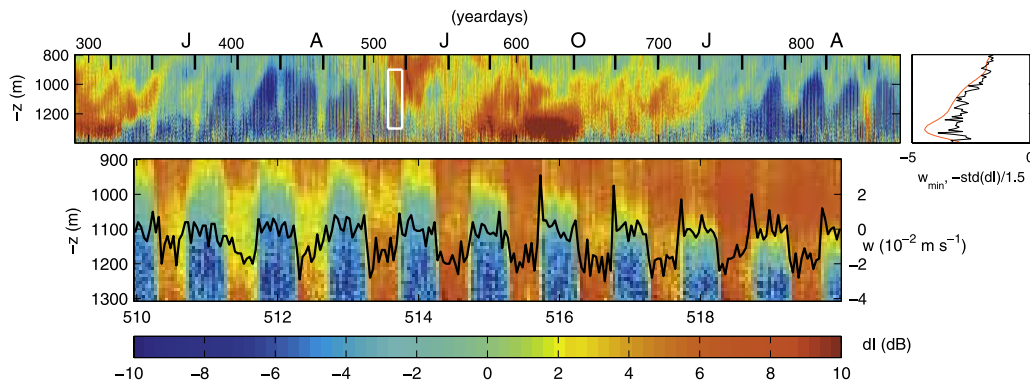 (yeardays)
J A J O J A
300 400 500 600 700 800
800
1000
1200
−z (m)
−5 0
w_min, −std(dI)/1.5
900
1000
1100
1200
1300
−z (m)
2
0
−2
−4
w (10⁻² m s⁻¹)
510 512 514 516 518
−10 −8 −6 −4 −2 0 2 4 6 8 10
dI (dB)